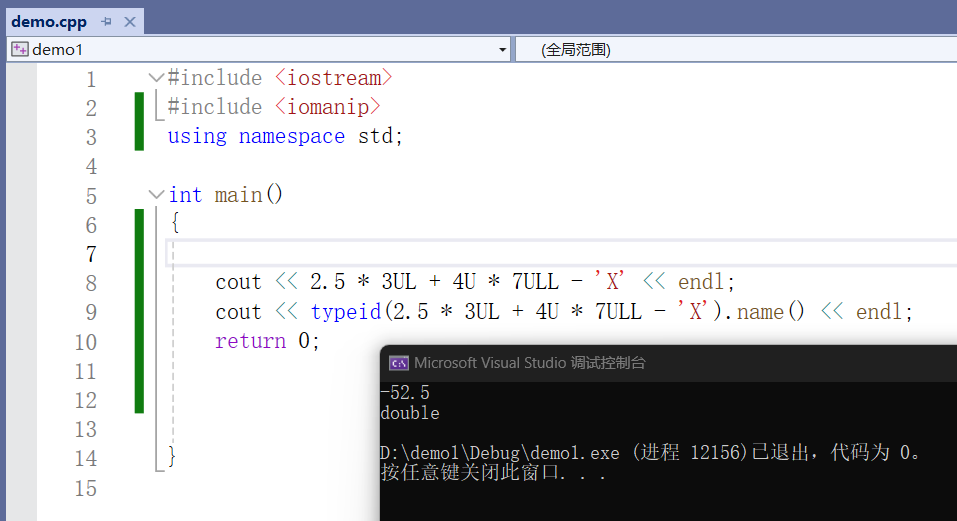 demo.cpp
demo1
(全局范围)
1 #include <iostream>
2 #include <iomanip>
3 using namespace std;
4
5 int main()
6 {
7
8 cout << 2.5 * 3UL + 4U * 7ULL - 'X' << endl;
9 cout << typeid(2.5 * 3UL + 4U * 7ULL - 'X').name() << endl;
10 return 0;
11
12
13
14 }
15
Microsoft Visual Studio 调试控制台
-52.5
double
D:\demo1\Debug\demo1.exe (进程 12156)已退出，代码为 0。
按任意键关闭此窗口. . .